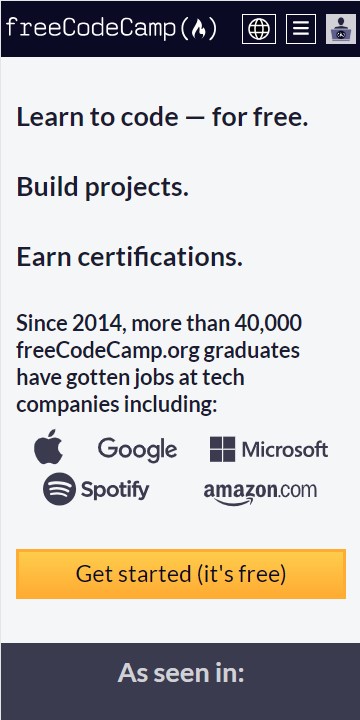 freeCodeCamp(🔥)
Learn to code — for free.
Build projects.
Earn certifications.
Since 2014, more than 40,000
freeCodeCamp.org graduates
have gotten jobs at tech
companies including:
Google Microsoft
Spotify amazon.com
Get started (it's free)
As seen in: